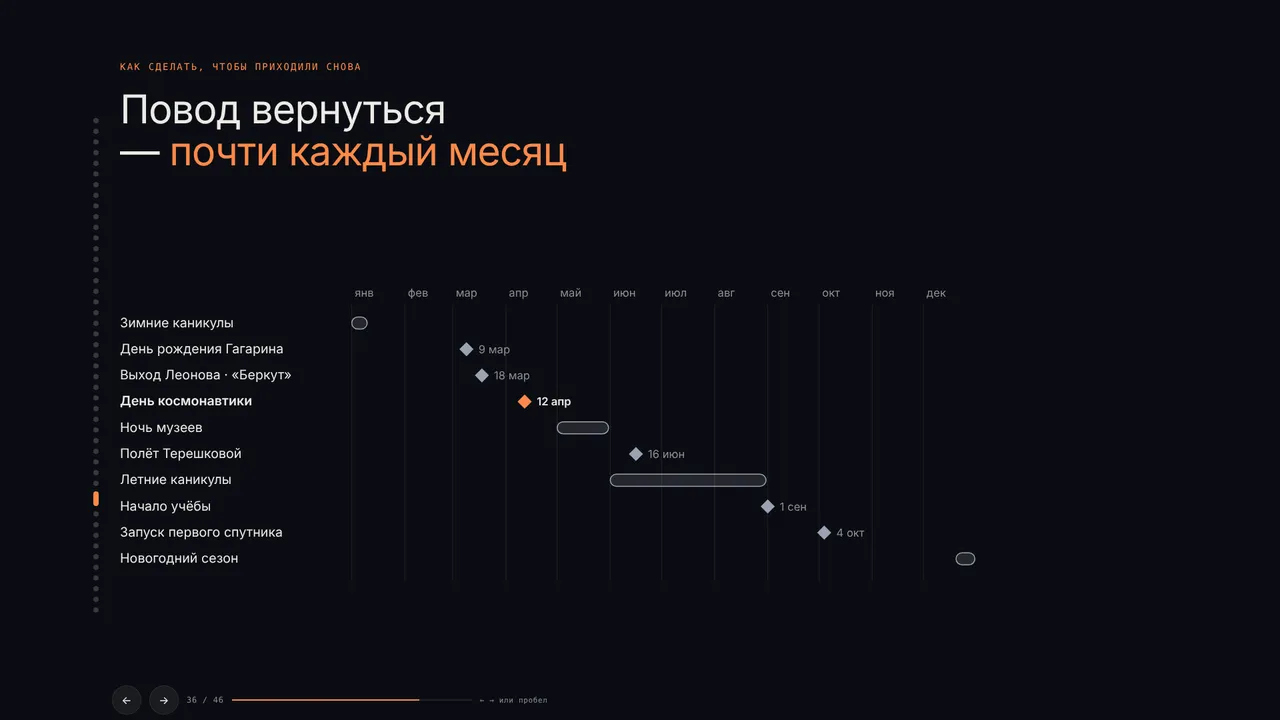 КАК СДЕЛАТЬ, ЧТОБЫ ПРИХОДИЛИ СНОВА
Повод вернуться
— почти каждый месяц
янв фев мар апр май июн июл авг сен окт ноя дек
Зимние каникулы
День рождения Гагарина 9 мар
Выход Леонова · «Беркут» 18 мар
День космонавтики 12 апр
Ночь музеев
Полёт Терешковой 16 июн
Летние каникулы
Начало учёбы 1 сен
Запуск первого спутника 4 окт
Новогодний сезон
← → 36 / 46 ← → или пробел